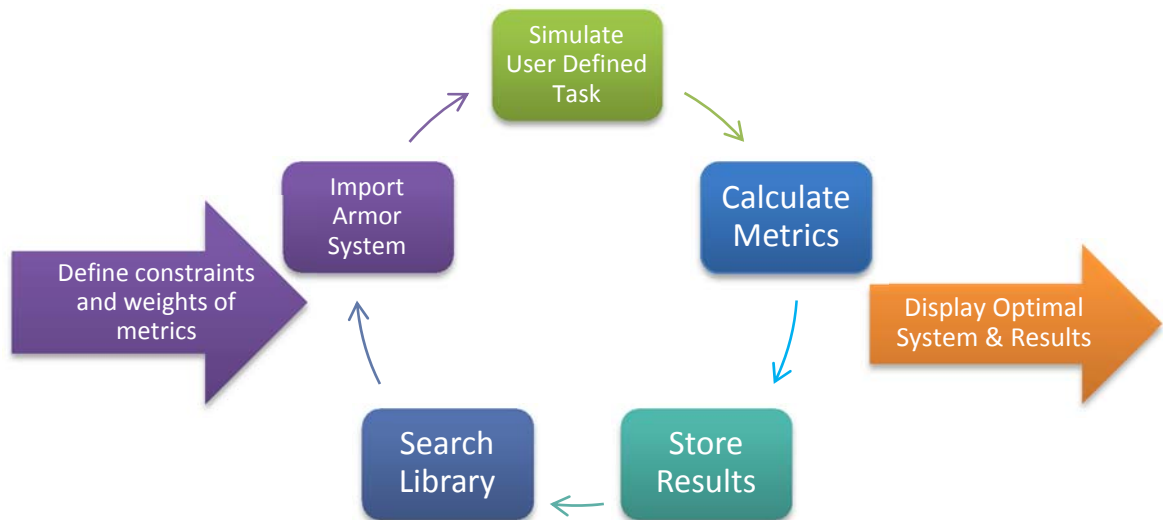 Define constraints
and weights of
metrics
Import
Armor
System
Simulate
User Defined
Task
Calculate
Metrics
Store
Results
Search
Library
Display Optimal
System & Results